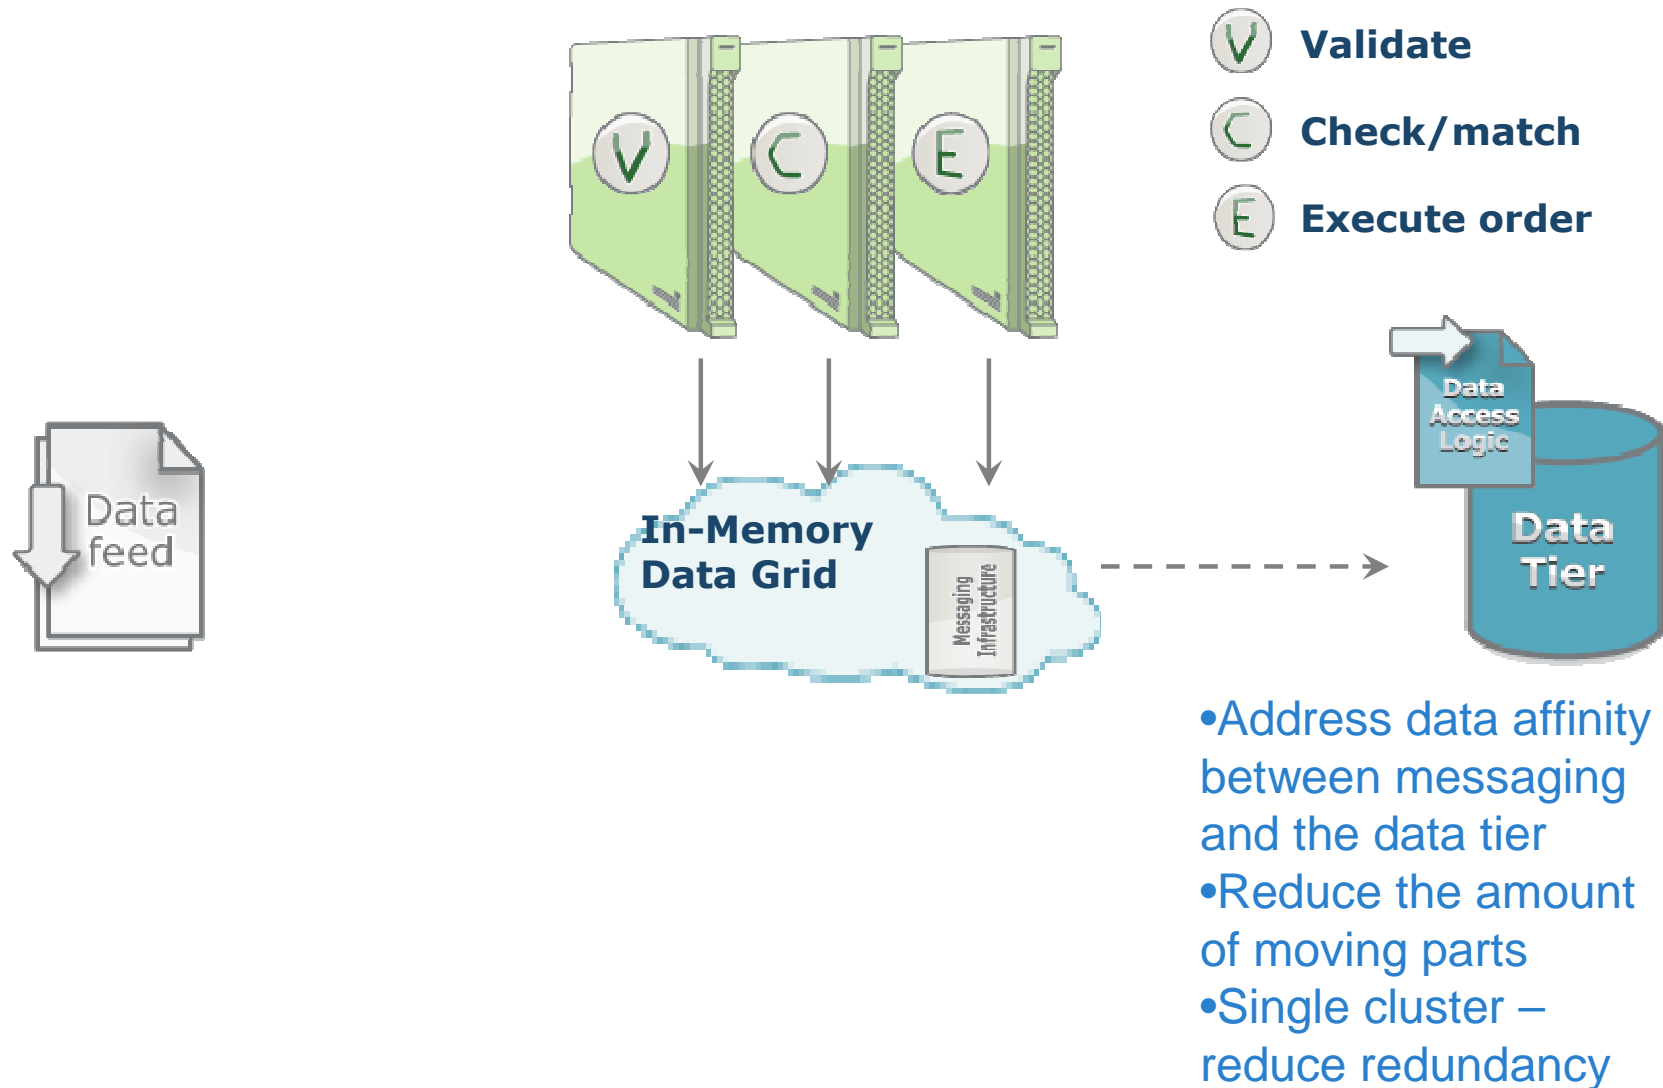 V
Validate
C
Check/match
E
Execute order
V
C
E
Data
Access
Logic
Data
Tier
Data
feed
In-Memory
Data Grid
Messaging
Infrastructure
•Address data affinity
between messaging
and the data tier
•Reduce the amount
of moving parts
•Single cluster –
reduce redundancy